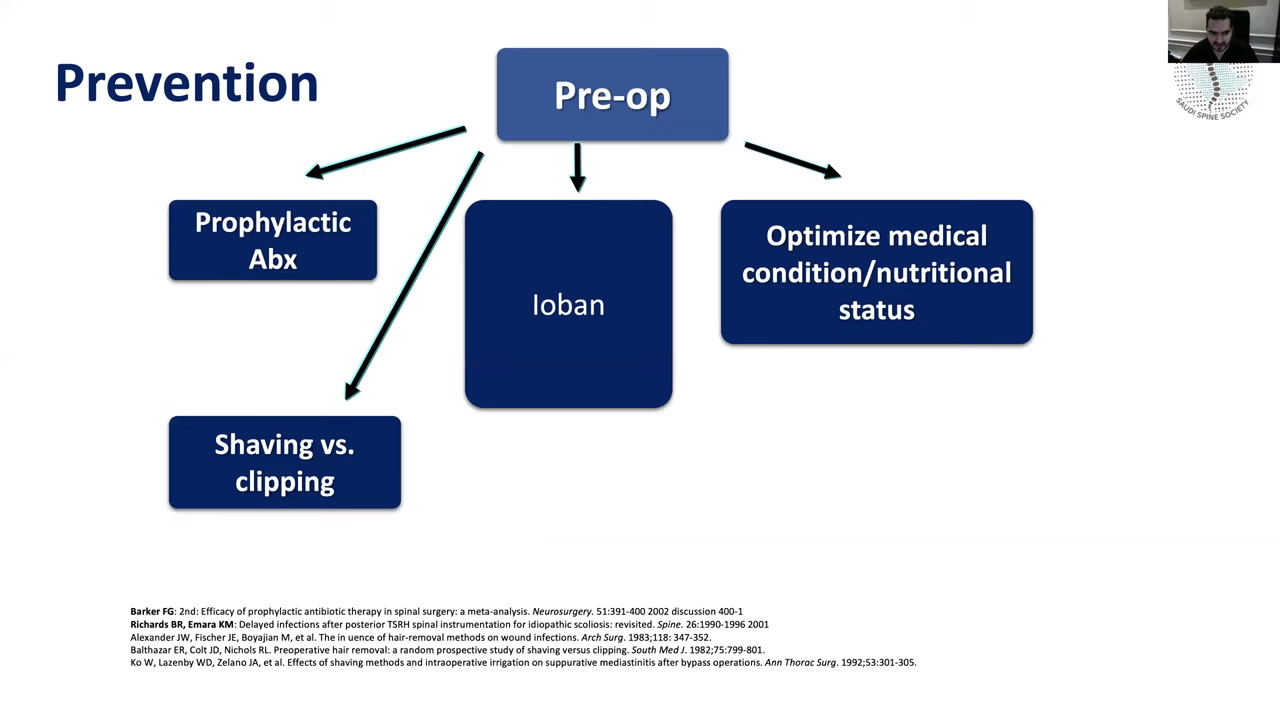 Prevention
Pre-op
SAUDI SPINE SOCIETY
Prophylactic
Abx
Ioban
Optimize medical
condition/nutritional
status
Shaving vs.
clipping
Barker FG: 2nd: Efficacy of prophylactic antibiotic therapy in spinal surgery: a meta-analysis. Neurosurgery. 51:391-400 2002 discussion 400-1
Richards BR, Emara KM: Delayed infections after posterior TSRH spinal instrumentation for idiopathic scoliosis: revisited. Spine. 26:1990-1996 2001
Alexander JW, Fischer JE, Boyajian M, et al. The in uence of hair-removal methods on wound infections. Arch Surg. 1983;118: 347-352.
Balthazar ER, Colt JD, Nichols RL. Preoperative hair removal: a random prospective study of shaving versus clipping. South Med J. 1982;75:799-801.
Ko W, Lazenby WD, Zelano JA, et al. Effects of shaving methods and intraoperative irrigation on suppurative mediastinitis after bypass operations. Ann Thorac Surg. 1992;53:301-305.